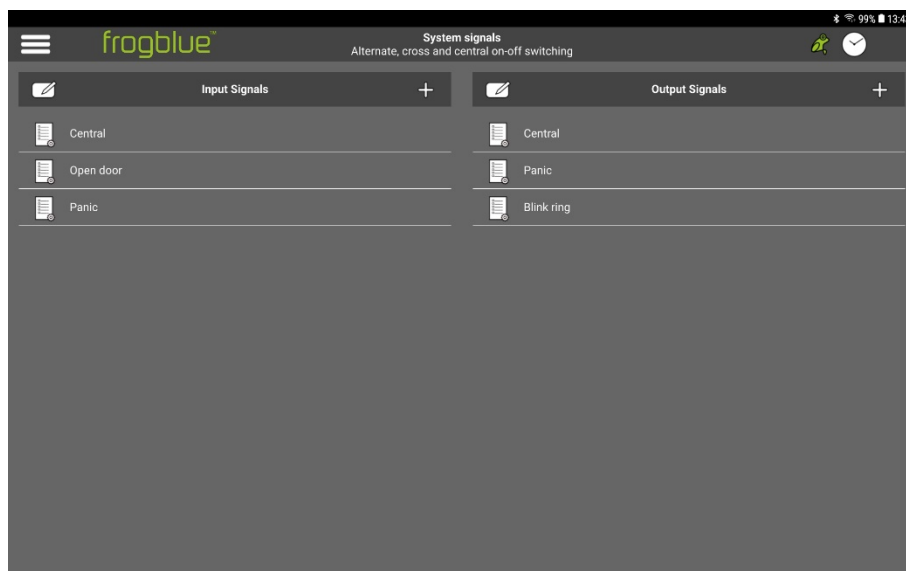 99% 13:4
frogblue™
System signals
Alternate, cross and central on-off switching
Input Signals
Output Signals
Central
Open door
Panic
Central
Panic
Blink ring